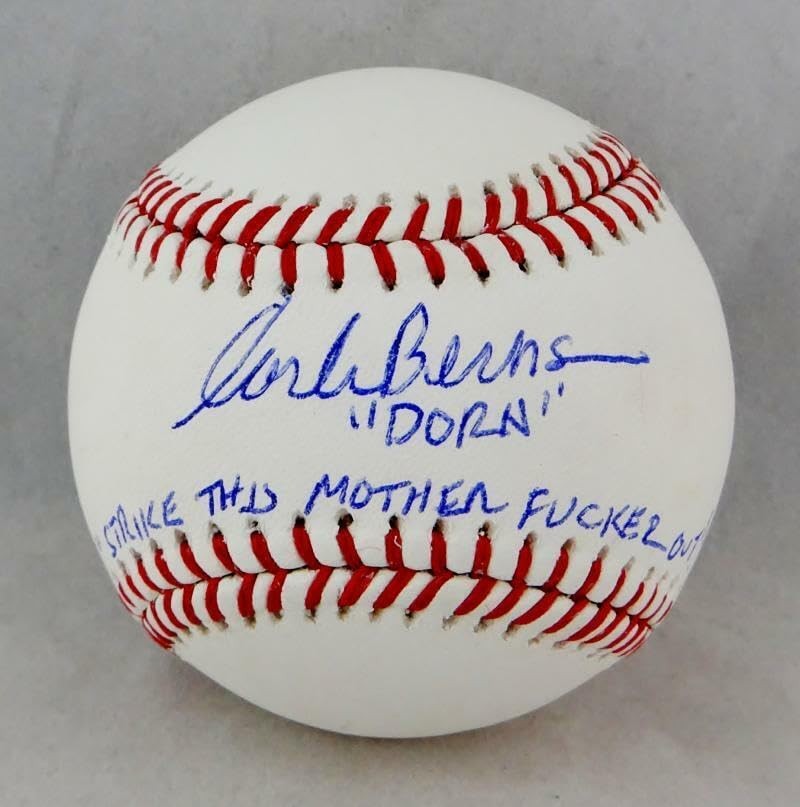 Corbin Bernsen
"DORN"
"STRIKE THIS MOTHER FUCKER OUT"